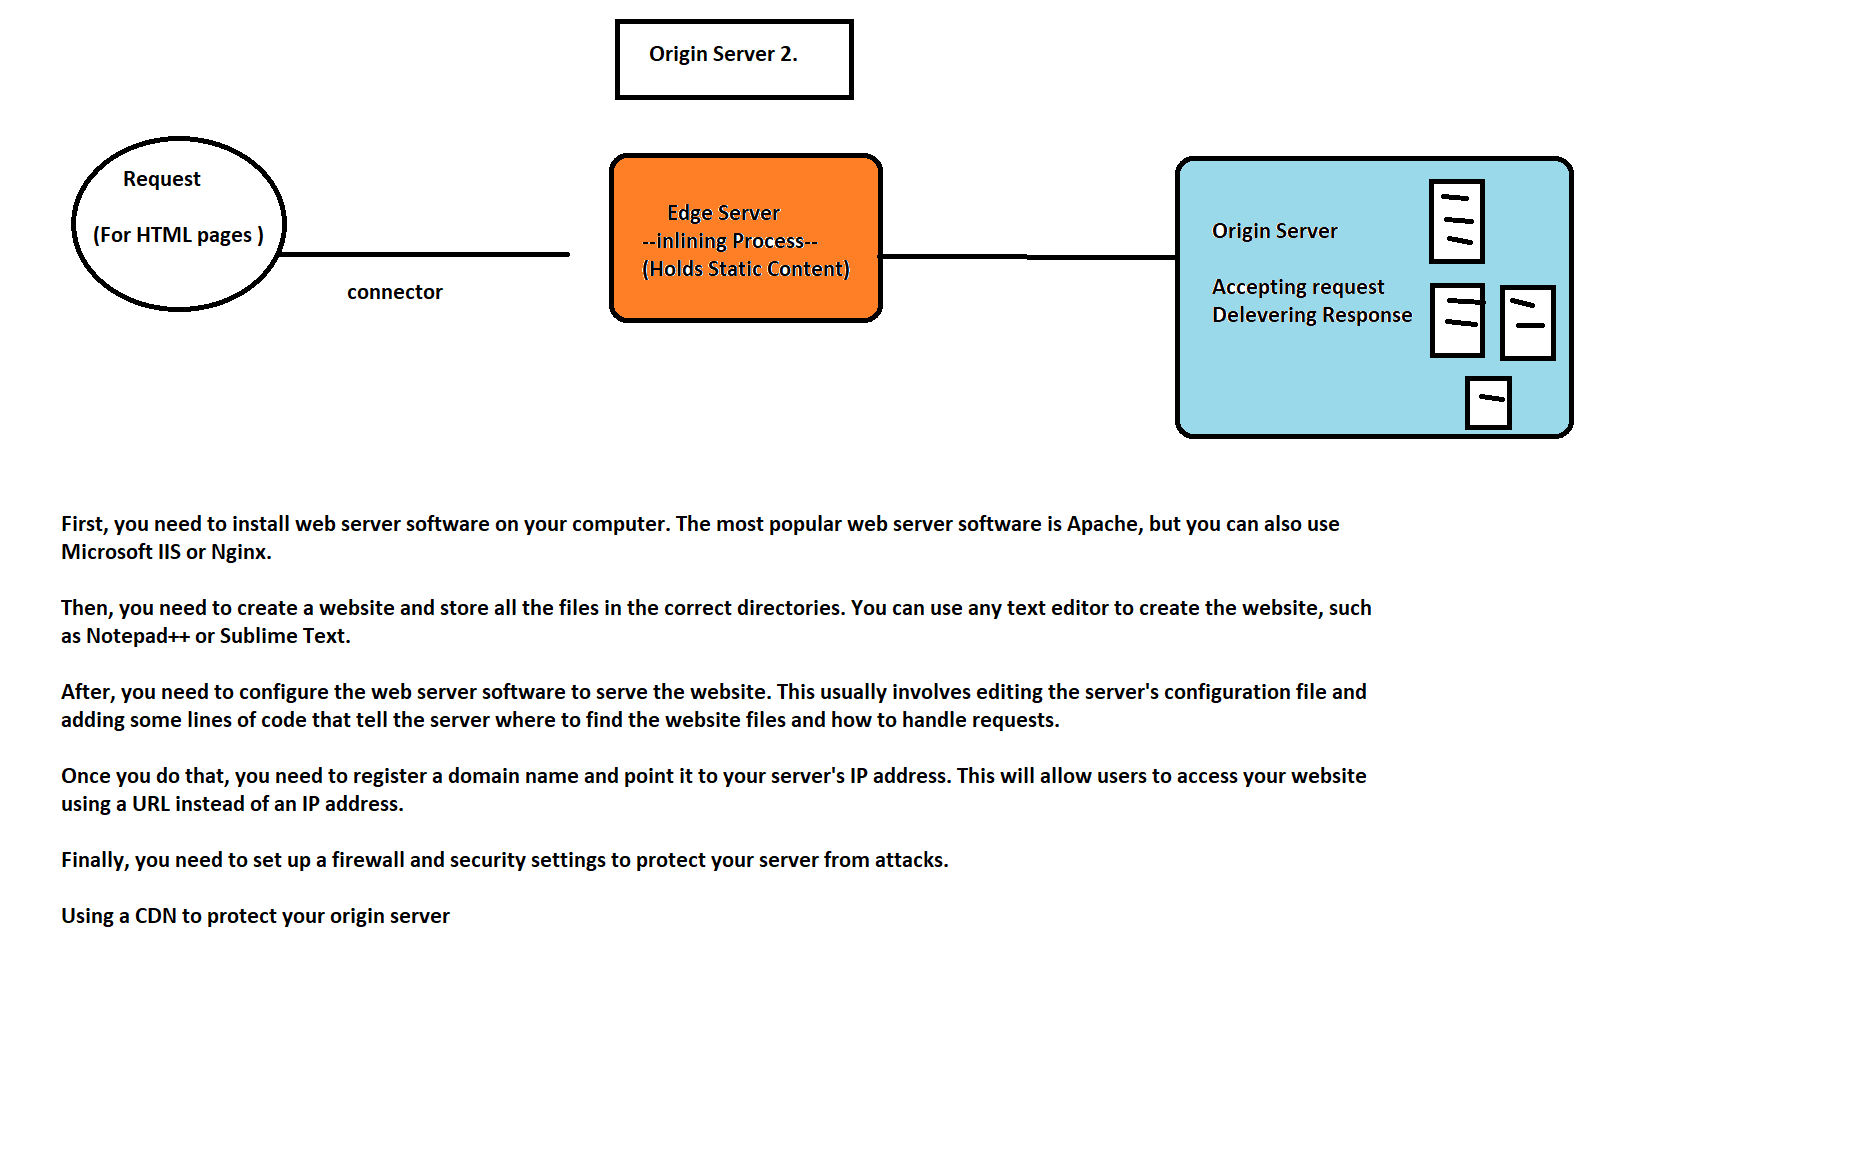 Origin Server 2.
Request
(For HTML pages )
connector
Edge Server
--inlining Process--
(Holds Static Content)
Origin Server
Accepting request
Delevering Response
First, you need to install web server software on your computer. The most popular web server software is Apache, but you can also use
Microsoft IIS or Nginx.
Then, you need to create a website and store all the files in the correct directories. You can use any text editor to create the website, such
as Notepad++ or Sublime Text.
After, you need to configure the web server software to serve the website. This usually involves editing the server's configuration file and
adding some lines of code that tell the server where to find the website files and how to handle requests.
Once you do that, you need to register a domain name and point it to your server's IP address. This will allow users to access your website
using a URL instead of an IP address.
Finally, you need to set up a firewall and security settings to protect your server from attacks.
Using a CDN to protect your origin server